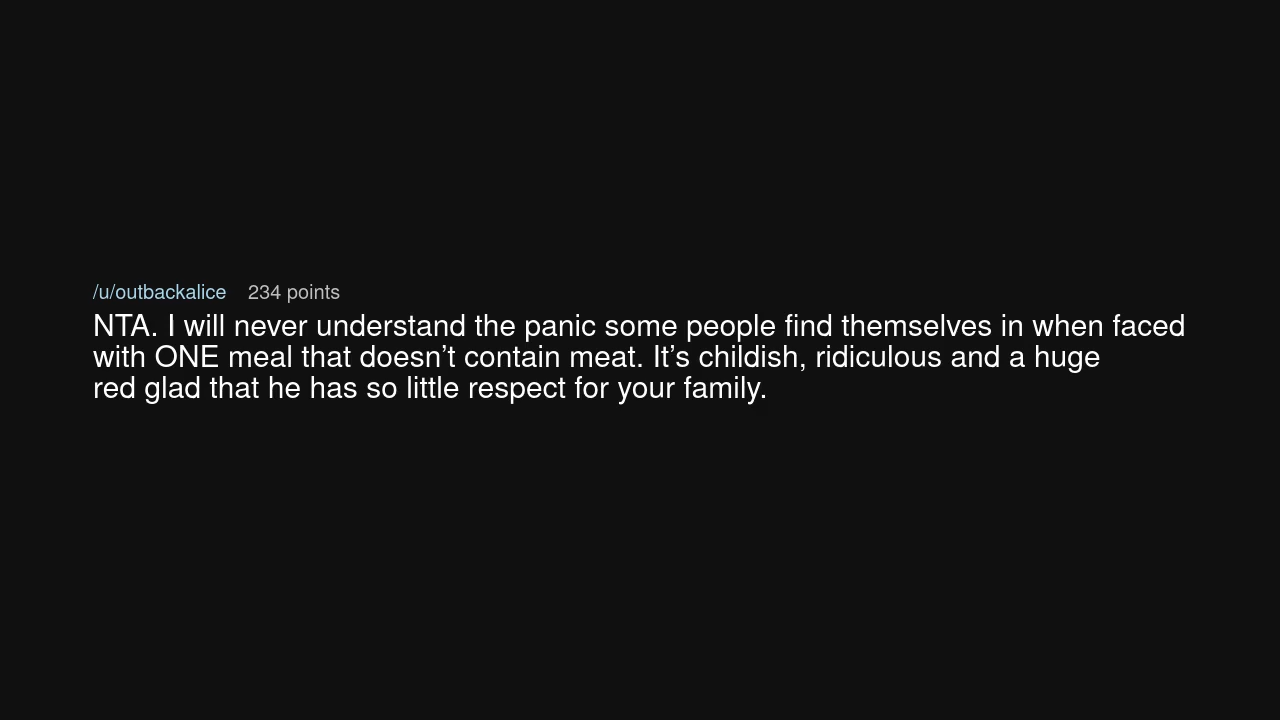 /u/outbackalice 234 points
NTA. I will never understand the panic some people find themselves in when faced
with ONE meal that doesn’t contain meat. It’s childish, ridiculous and a huge
red glad that he has so little respect for your family.